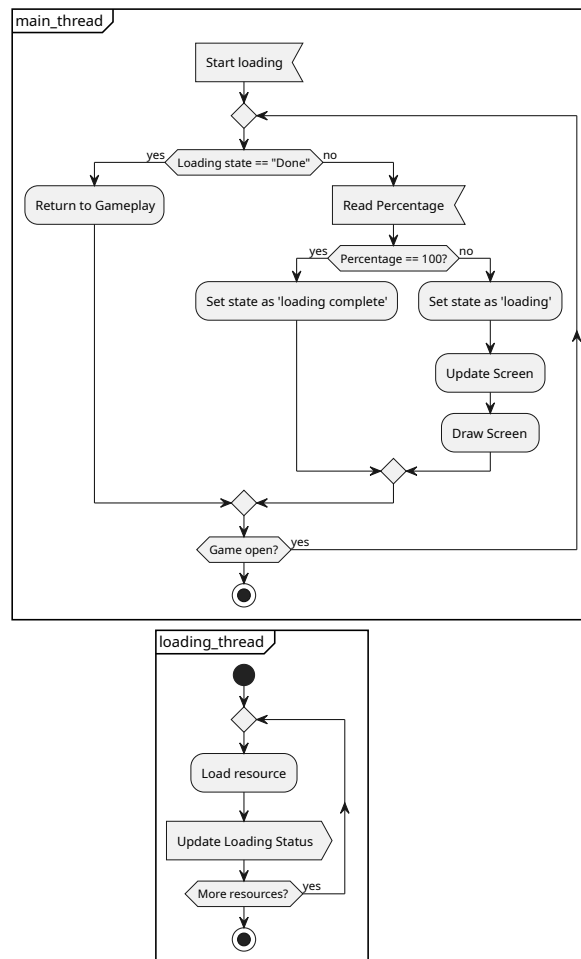 main_thread
Start loading
yes
Loading state == "Done"
no
Return to Gameplay
Read Percentage
yes
Percentage == 100?
no
Set state as 'loading complete'
Set state as 'loading'
Update Screen
Draw Screen
Game open?
yes
loading_thread
Load resource
Update Loading Status
More resources?
yes